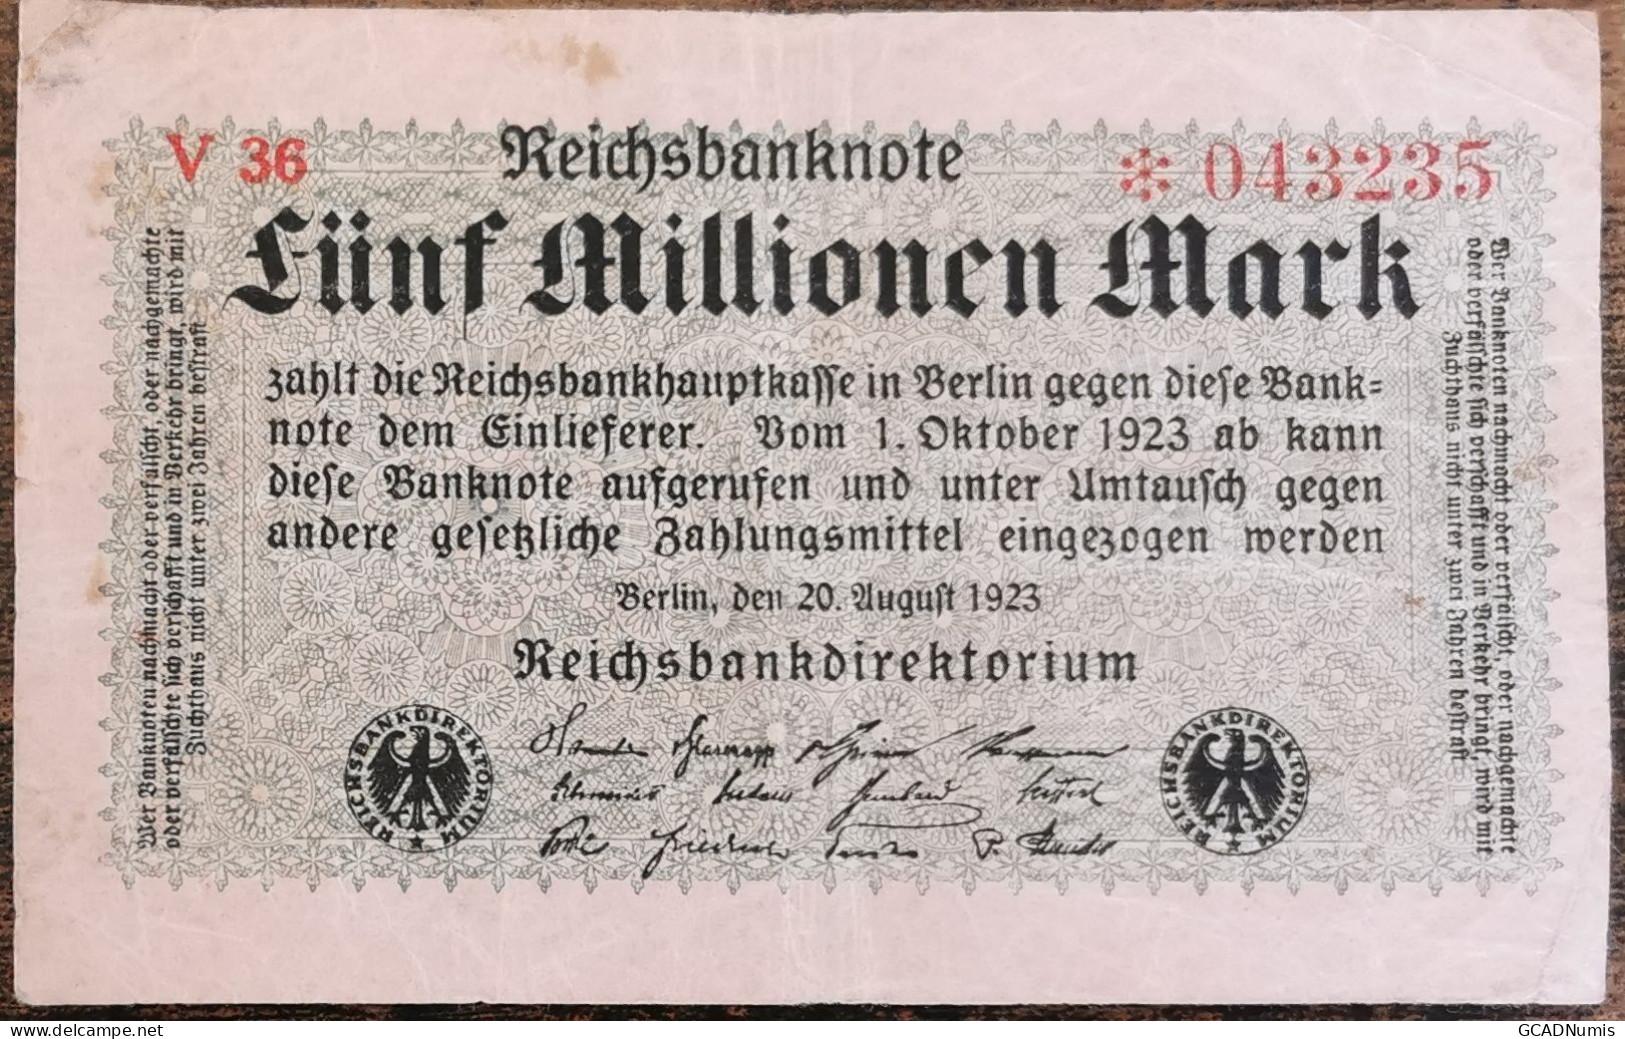 V 36
Reichsbanknote
* 043235
Fünf Millionen Mark
zahlt die Reichsbankhauptkasse in Berlin gegen diese Bank=
note dem Einlieferer. Vom 1. Oktober 1923 ab kann
diese Banknote aufgerufen und unter Umtausch gegen
andere gesetzliche Zahlungsmittel eingezogen werden
Berlin, den 20. August 1923
Reichsbankdirektorium
REICHSBANKDIREKTORIUM
REICHSBANKDIREKTORIUM
Kauffmann
Schneider
Friedrich
P. Schneider
Wer Banknoten nachmacht oder verfälscht, oder nachgemachte
oder verfälschte sich verschafft und in Verkehr bringt, wird mit
Zuchthaus nicht unter zwei Jahren bestraft
Wer Banknoten nachmacht oder verfälscht, oder nachgemachte
oder verfälschte sich verschafft und in Verkehr bringt, wird mit
Zuchthaus nicht unter zwei Jahren bestraft
www.delcampe.net
GCADNumis